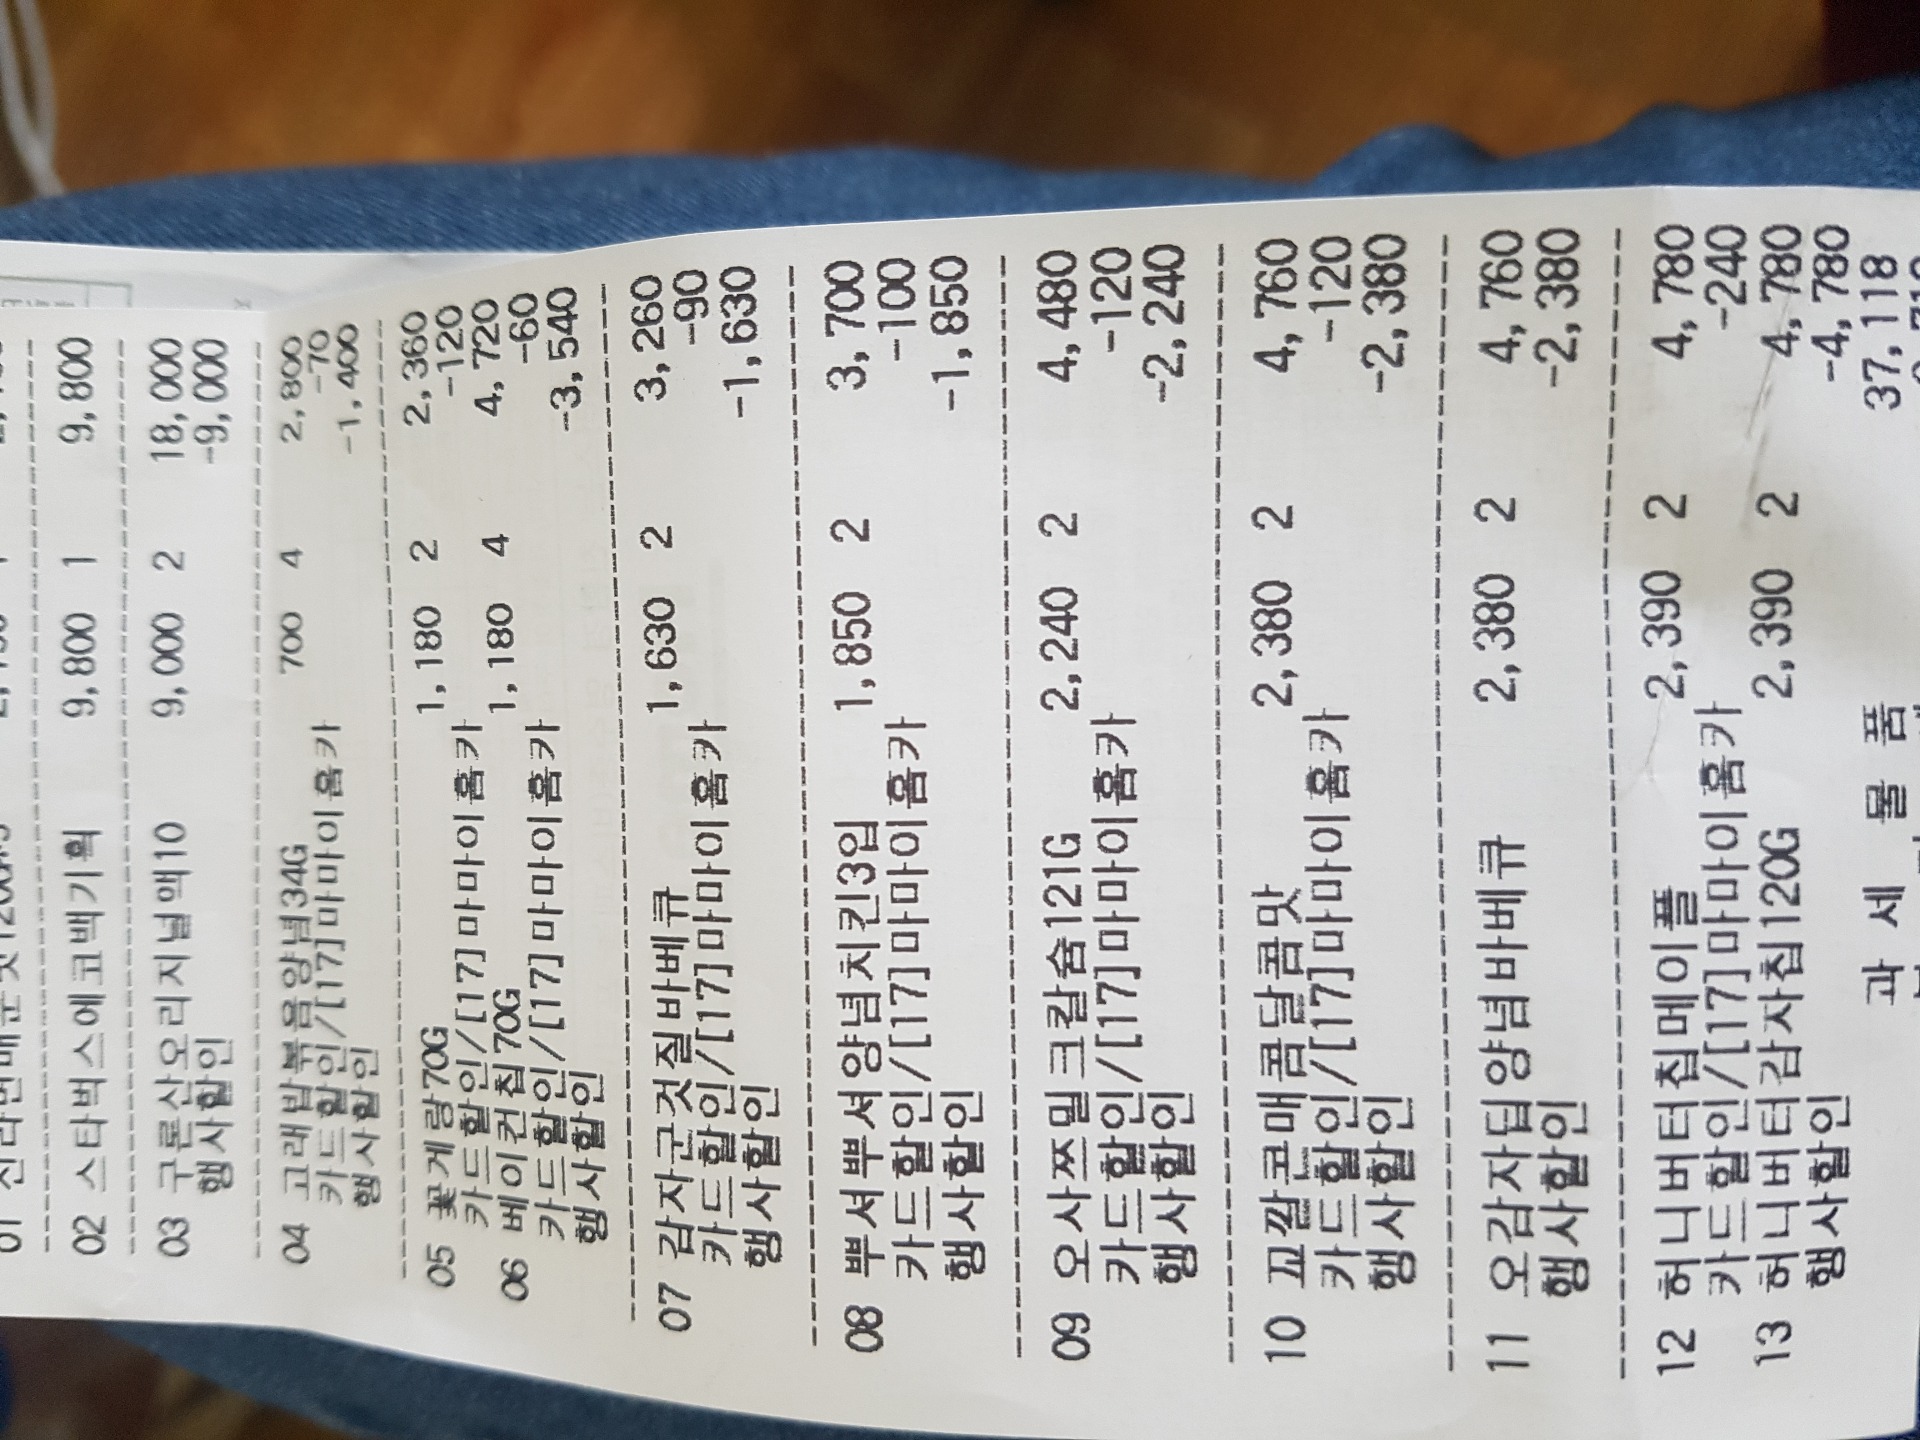 02 스타벅스에코백기획 9,800 1 9,800
03 구론산오리지널액10 9,000 2 18,000
행사할인 -9,000
04 고래밥볶음양념34G 700 4 2,800
카드할인/[17]마마이홈카 -70
행사할인 -1,400
05 꽃게랑70G 1,180 2 2,360
카드할인/[17]마마이홈카 -120
06 베이컨칩70G 1,180 4 4,720
카드할인/[17]마마이홈카 -60
행사할인 -3,540
07 감자군것질바베큐 1,630 2 3,260
카드할인/[17]마마이홈카 -90
행사할인 -1,630
08 뿌셔뿌셔양념치킨3입 1,850 2 3,700
카드할인/[17]마마이홈카 -100
행사할인 -1,850
09 오사쯔밀크칼슘121G 2,240 2 4,480
카드할인/[17]마마이홈카 -120
행사할인 -2,240
10 꼬깔콘매콤달콤맛 2,380 2 4,760
카드할인/[17]마마이홈카 -120
행사할인 -2,380
11 오감자딥양념바베큐 2,380 2 4,760
행사할인 -2,380
12 허니버터칩메이플 2,390 2 4,780
카드할인/[17]마마이홈카 -240
13 허니버터감자칩120G 2,390 2 4,780
행사할인 -4,780
과 세 물 품 37,118